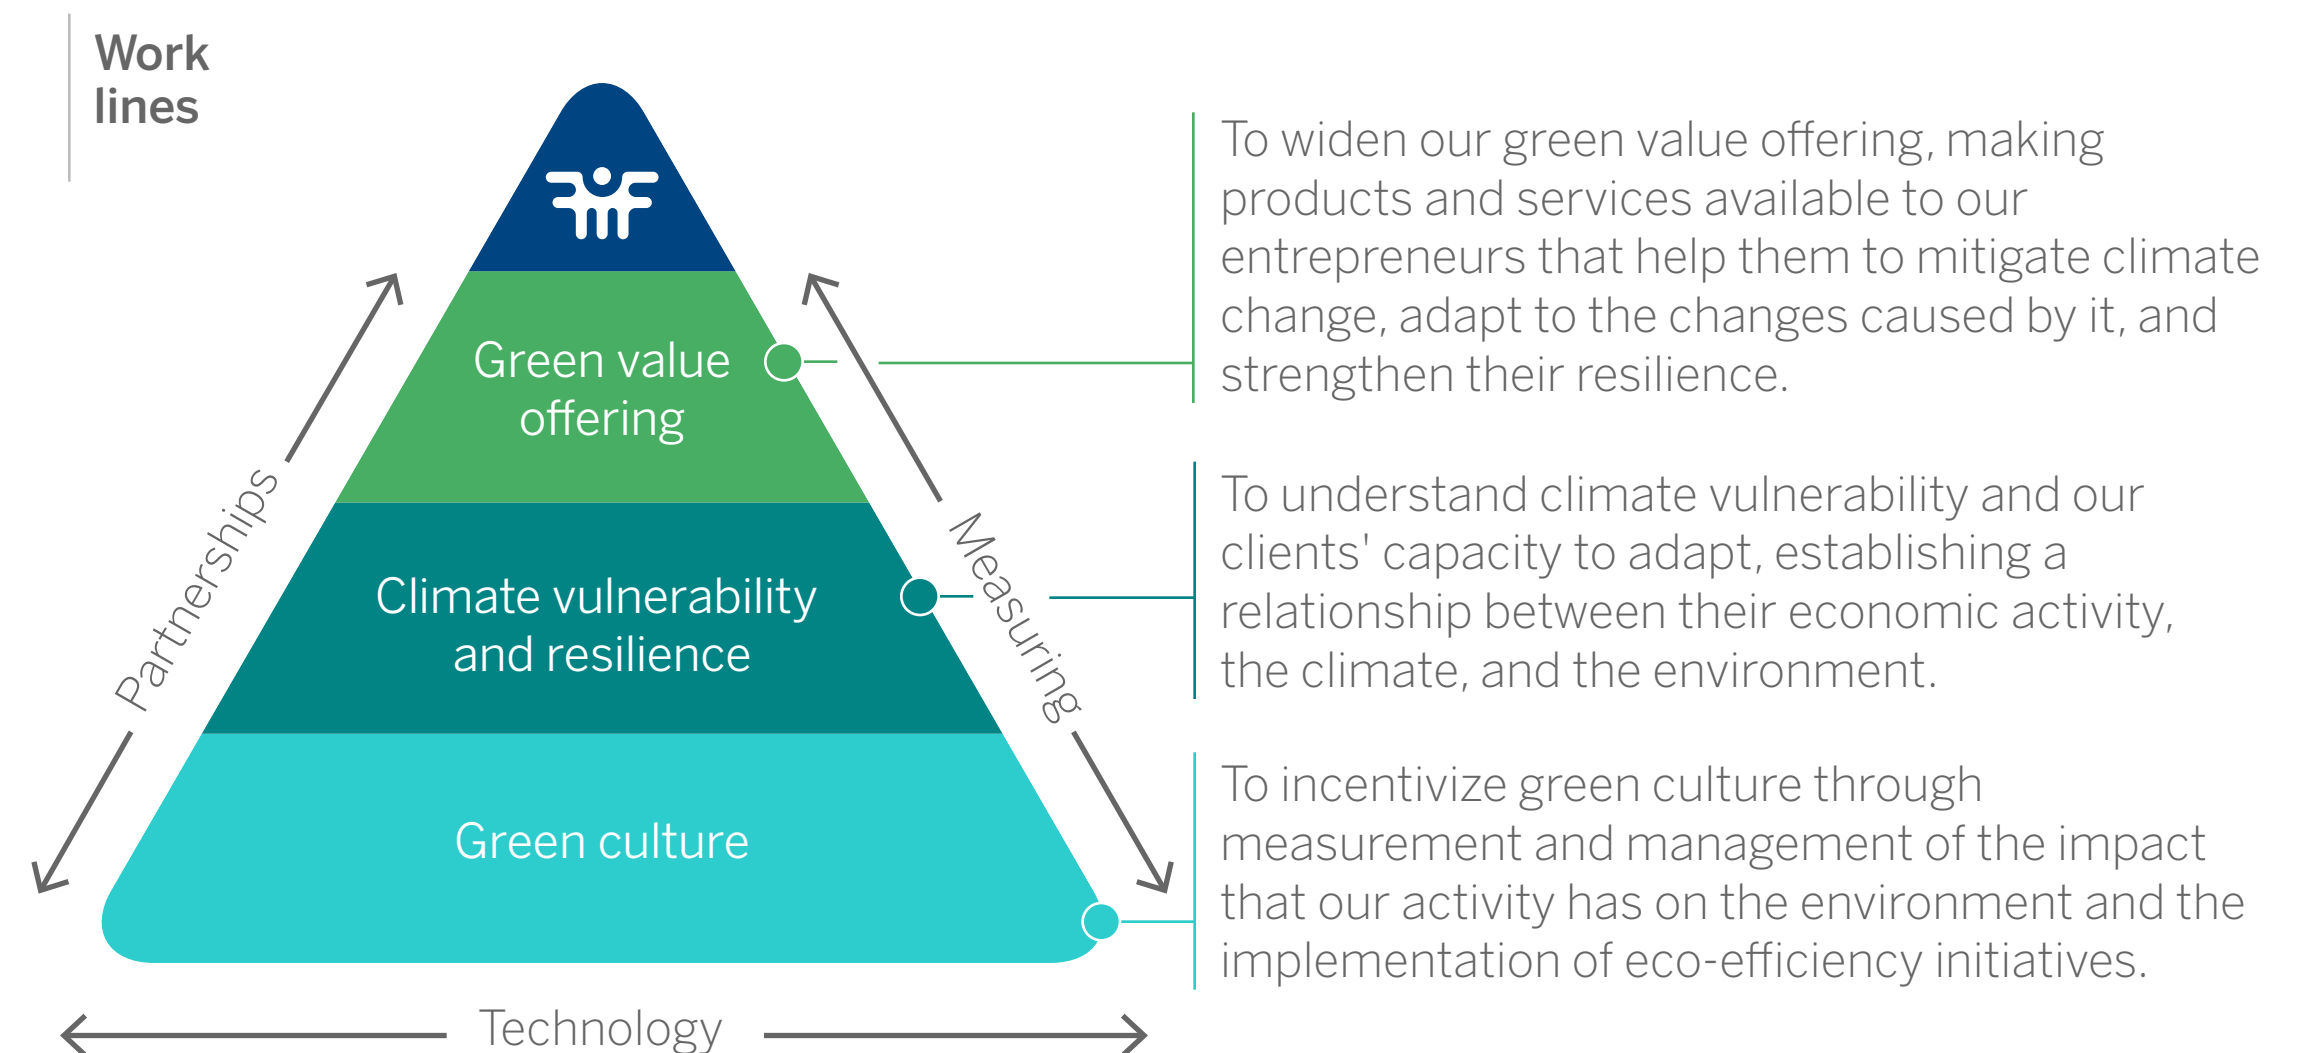 Work
lines
To widen our green value offering, making
products and services available to our
entrepreneurs that help them to mitigate climate
change, adapt to the changes caused by it, and
strengthen their resilience.
Green value
offering
To understand climate vulnerability and our
clients' capacity to adapt, establishing a
relationship between their economic activity,
the climate, and the environment.
Climate vulnerability
and resilience
Partnerships
Measuring
To incentivize green culture through
measurement and management of the impact
that our activity has on the environment and the
implementation of eco-efficiency initiatives.
Green culture
Technology